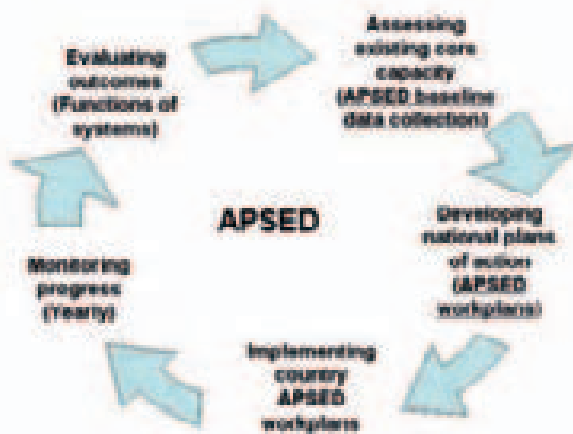 Assessing
existing core
capacity
(APSED baseline
data collection)
Developing
national plans
of action
(APSED
workplans)
Implementing
country
APSED
workplans
Monitoring
progress
(Yearly)
Evaluating
outcomes
(Functions of
systems)
APSED